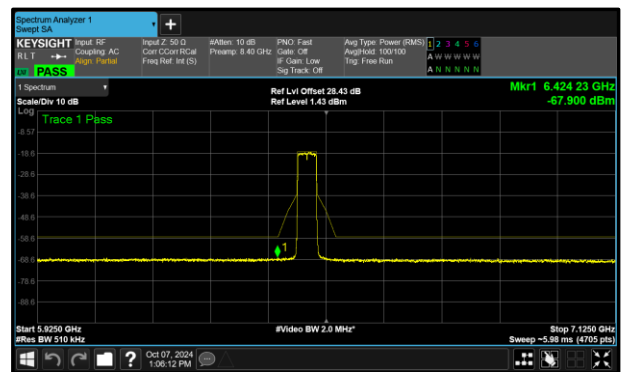 Spectrum Analyzer 1
Swept SA
+
KEYSIGHT
RLT
LW PASS
Input: RF
Coupling: AC
Align: Partial
Input Z: 50 Ω
Corr CCorr RCal
Freq Ref: Int (S)
#Atten: 10 dB
Preamp: 8.40 GHz
PNO: Fast
Gate: Off
IF Gain: Low
Sig Track: Off
Avg Type: Power (RMS)
Avg|Hold: 100/100
Trig: Free Run
1 2 3 4 5 6
A W W W W W
A N N N N N
1 Spectrum
Scale/Div 10 dB
Ref Lvl Offset 28.43 dB
Ref Level 1.43 dBm
Mkr1 6.424 23 GHz
-67.900 dBm
Log
Trace 1 Pass
-8.57
-18.6
-28.6
-38.6
-48.6
-58.6
-68.6
-78.6
-88.6
1
Start 5.9250 GHz
#Res BW 510 kHz
#Video BW 2.0 MHz*
Stop 7.1250 GHz
Sweep ~5.98 ms (4705 pts)
?
Oct 07, 2024
1:06:12 PM